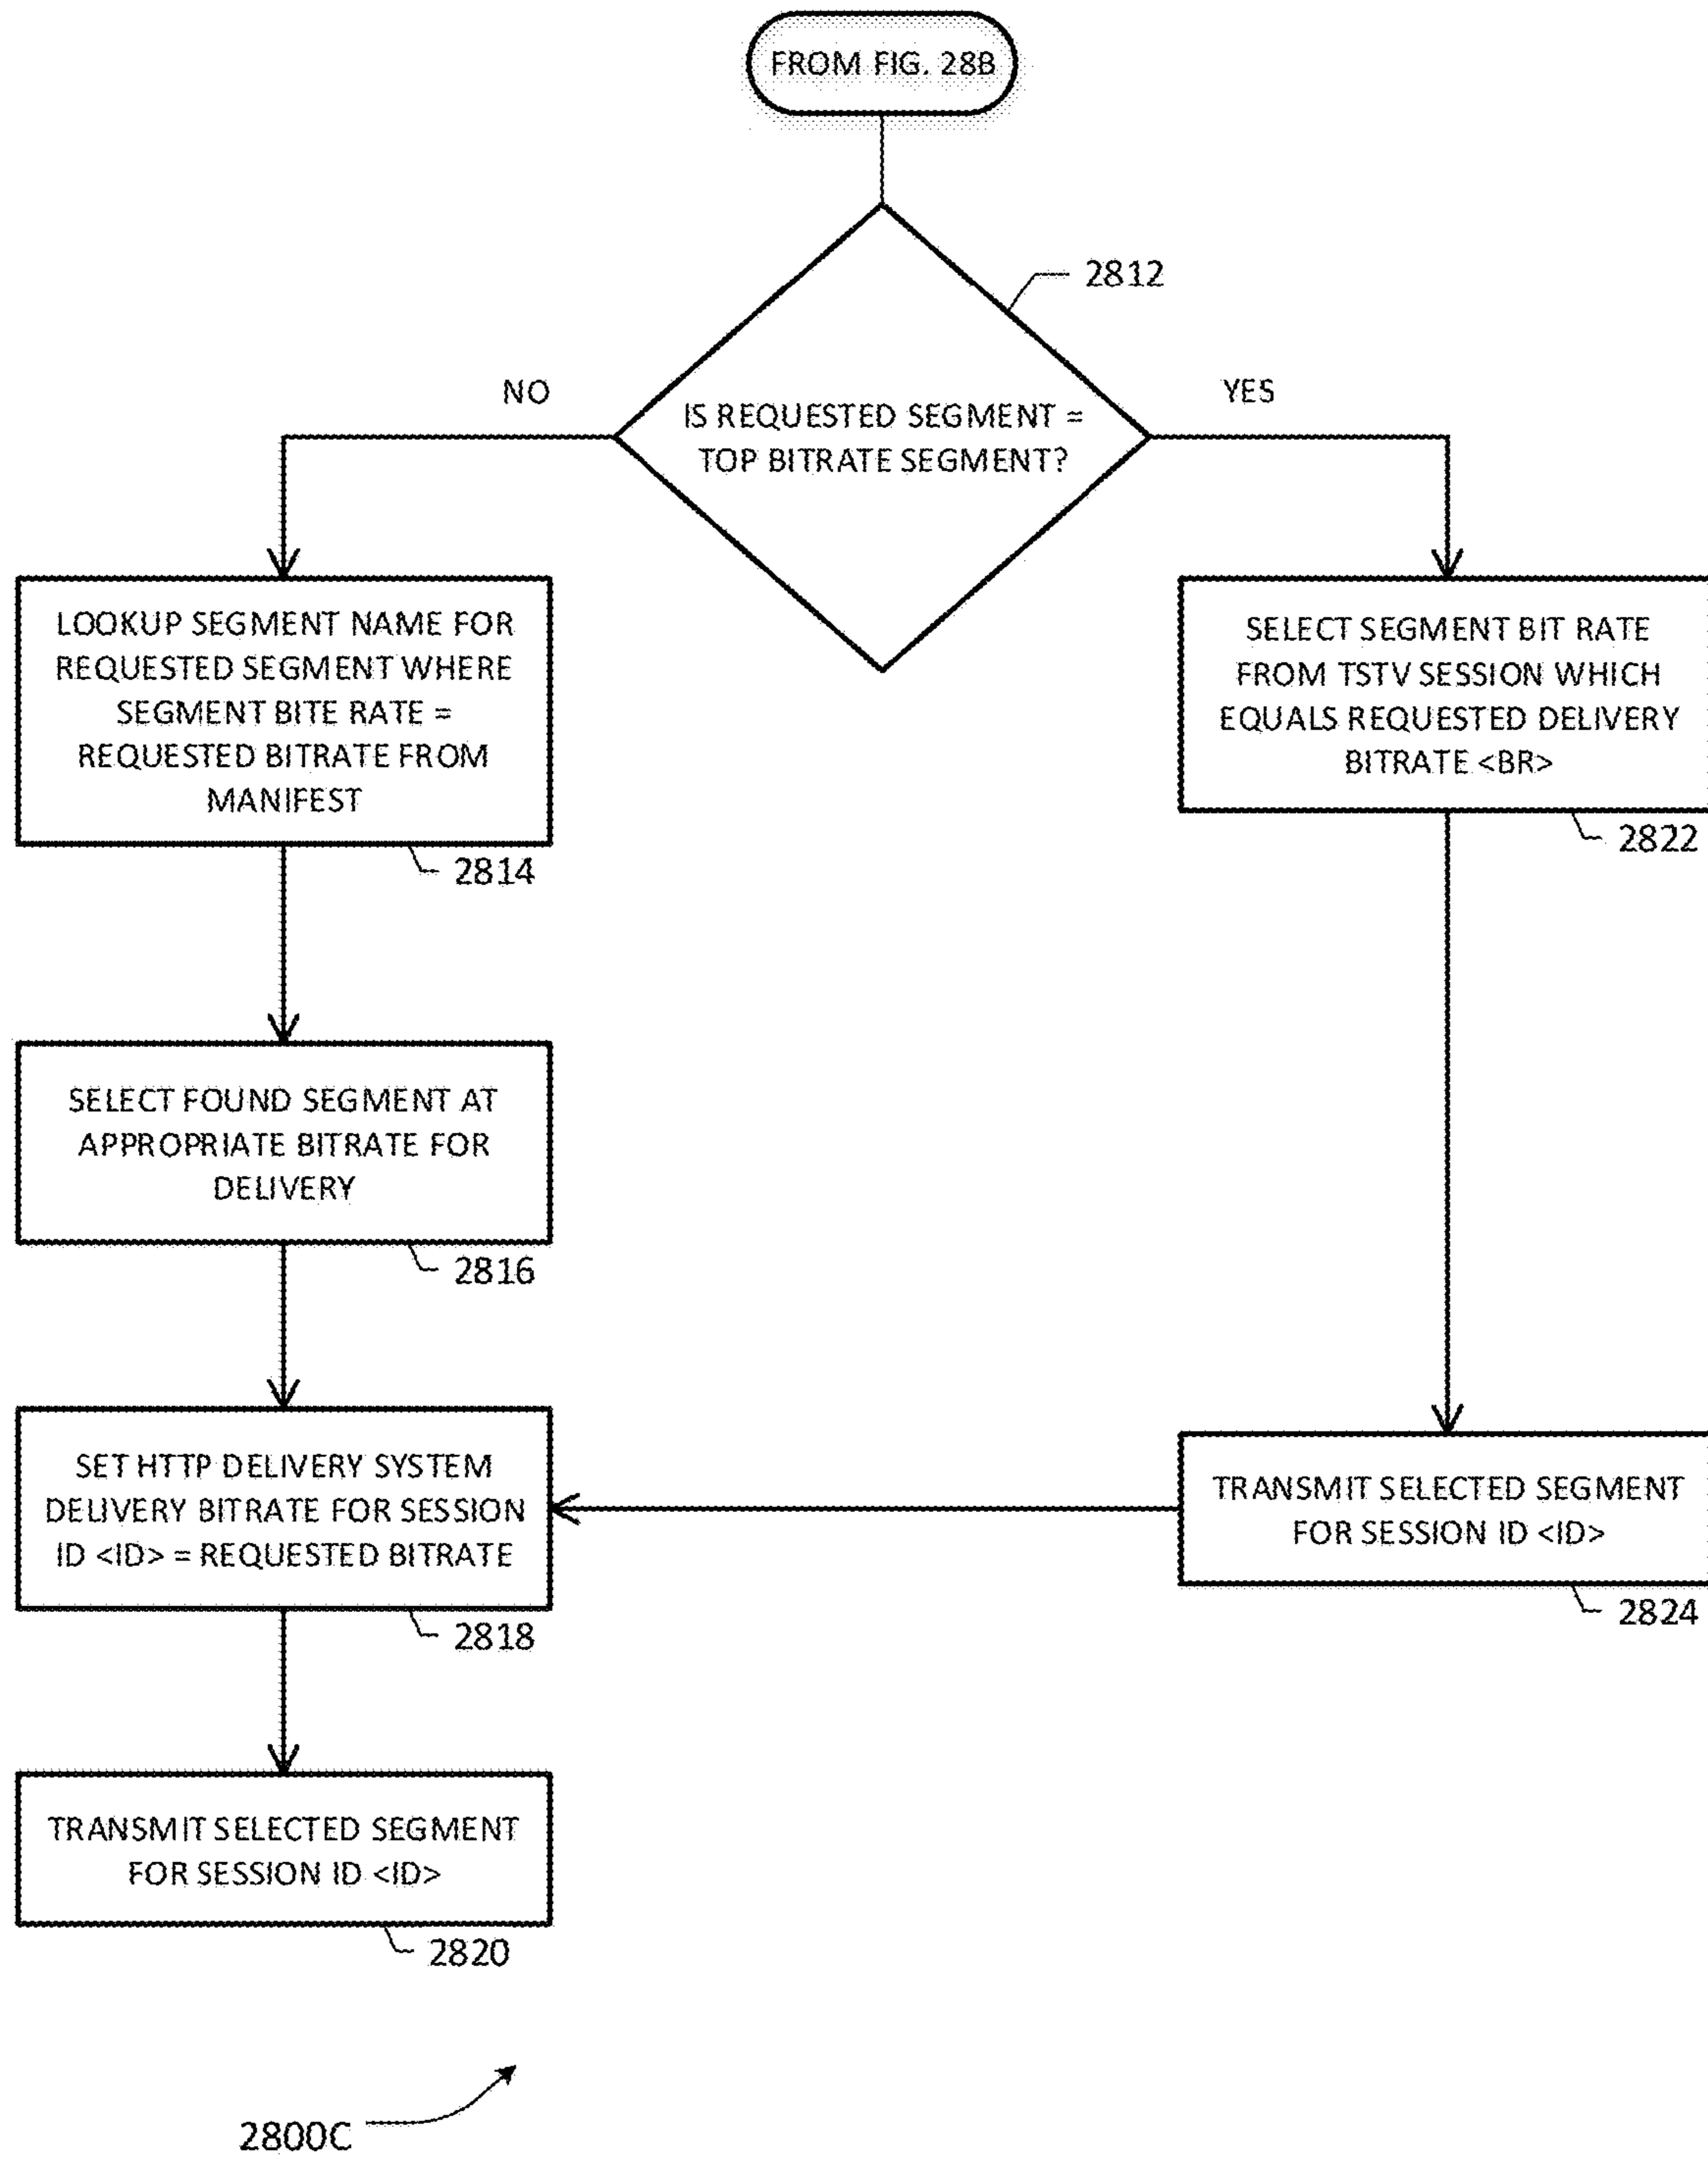 FROM FIG. 28B
2812
NO
YES
IS REQUESTED SEGMENT =
TOP BITRATE SEGMENT?
LOOKUP SEGMENT NAME FOR
REQUESTED SEGMENT WHERE
SEGMENT BITE RATE =
REQUESTED BITRATE FROM
MANIFEST
2814
SELECT SEGMENT BIT RATE
FROM TSTV SESSION WHICH
EQUALS REQUESTED DELIVERY
BITRATE <BR>
2822
SELECT FOUND SEGMENT AT
APPROPRIATE BITRATE FOR
DELIVERY
2816
SET HTTP DELIVERY SYSTEM
DELIVERY BITRATE FOR SESSION
ID <ID> = REQUESTED BITRATE
2818
TRANSMIT SELECTED SEGMENT
FOR SESSION ID <ID>
2824
TRANSMIT SELECTED SEGMENT
FOR SESSION ID <ID>
2820
2800C